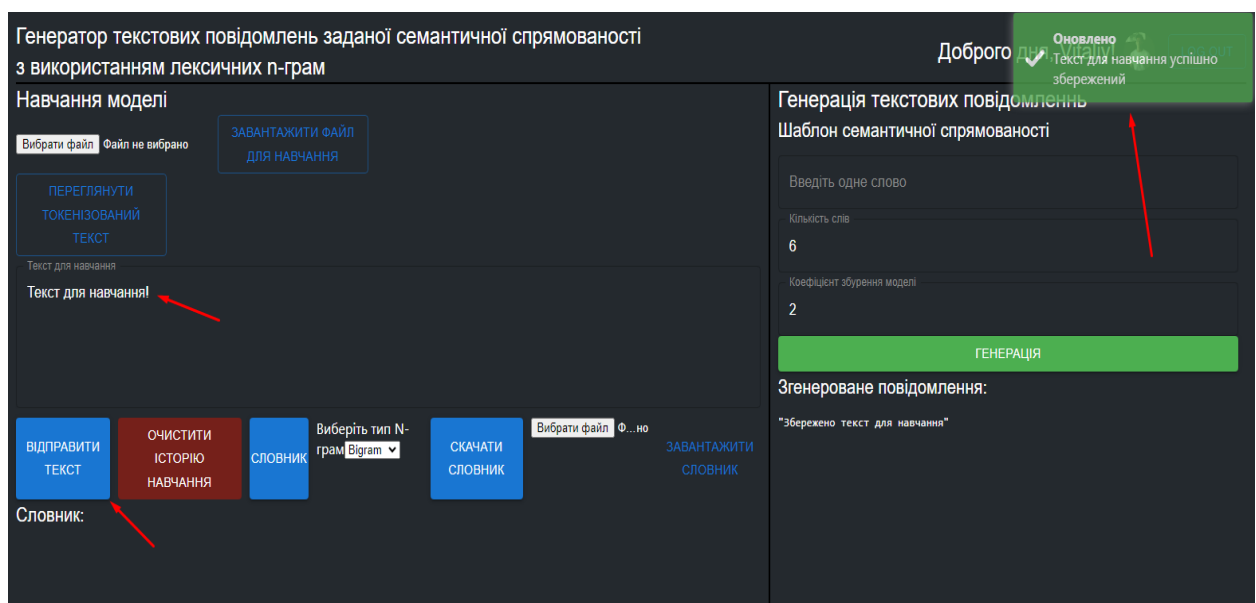 Генератор текстових повідомлень заданої семантичної спрямованості
з використанням лексичних n-грам
Доброго дня, Vitaliy!
LOG OUT
Оновлено
Текст для навчання успішно
збережений
Навчання моделі
Вибрати файл Файл не вибрано
ЗАВАНТАЖИТИ ФАЙЛ
ДЛЯ НАВЧАННЯ
ПЕРЕГЛЯНУТИ
ТОКЕНІЗОВАНИЙ
ТЕКСТ
Текст для навчання
Текст для навчання!
ВІДПРАВИТИ
ТЕКСТ
ОЧИСТИТИ
ІСТОРІЮ
НАВЧАННЯ
СЛОВНИК
Виберіть тип N-
грам Bigram
СКАЧАТИ
СЛОВНИК
Вибрати файл Ф...но
ЗАВАНТАЖИТИ
СЛОВНИК
Словник:
Генерація текстових повідомленнь
Шаблон семантичної спрямованості
Введіть одне слово
Кількість слів
6
Коефіцієнт збурення моделі
2
ГЕНЕРАЦІЯ
Згенероване повідомлення:
"Збережено текст для навчання"